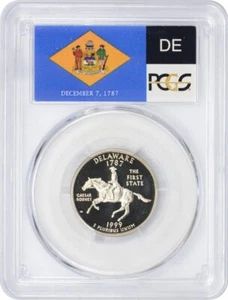 DECEMBER 7, 1787
DE
PCGS
DELAWARE
1787
THE
FIRST
STATE
CAESAR
RODNEY
1999
E PLURIBUS UNUM